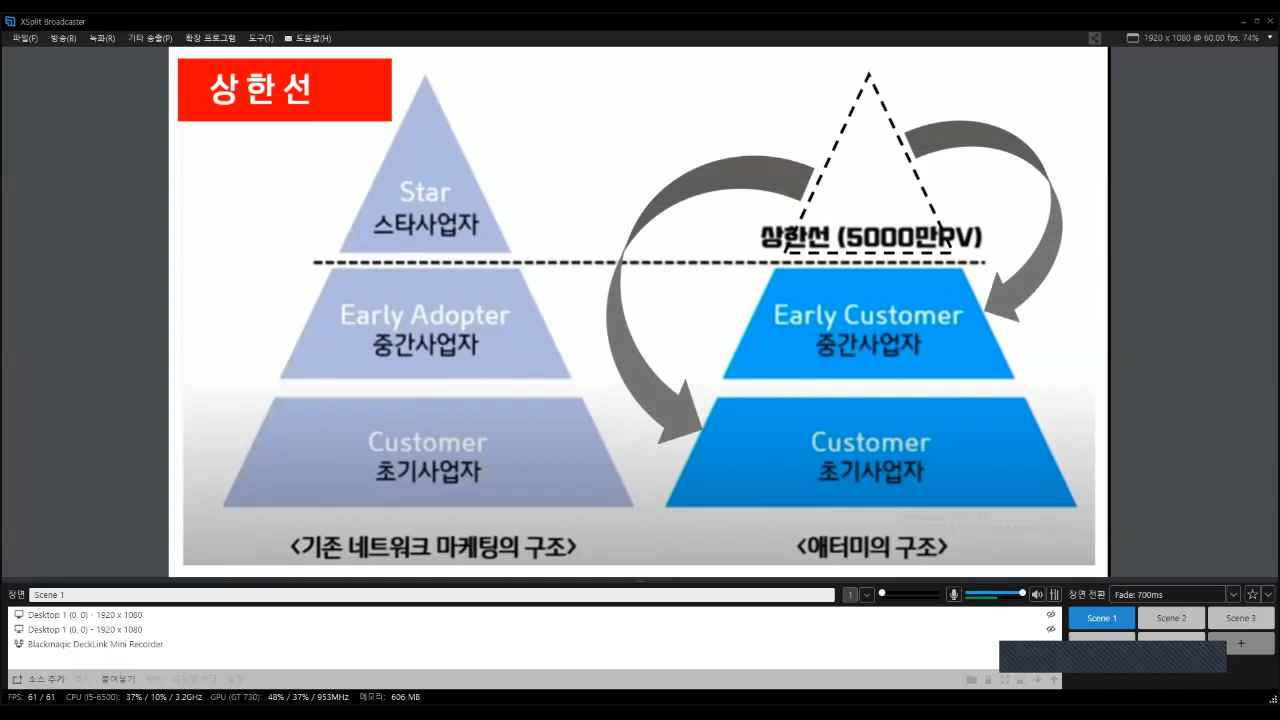 XSplit Broadcaster
파일(F) 방송(B) 녹화(R) 기타 송출(P) 확장 프로그램 도구(T) 도움말(H)
1920 x 1080 @ 60.00 fps, 74%
상한선
Star
스타사업자
상한선 (5000만RV)
Early Adopter
중간사업자
Early Customer
중간사업자
Customer
초기사업자
Customer
초기사업자
<기존 네트워크 마케팅의 구조>
<애터미의 구조>
장면 Scene 1
1
장면 전환 Fade: 700ms
Desktop 1 (0, 0) - 1920 x 1080
Desktop 1 (0, 0) - 1920 x 1080
Blackmagic DeckLink Mini Recorder
Scene 1 Scene 2 Scene 3
소스 추가 복사 붙여넣기
FPS: 61 / 61 CPU (I5-6500): 37% / 10% / 3.2GHz GPU (GT 730): 48% / 37% / 953MHz 메모리: 606 MB